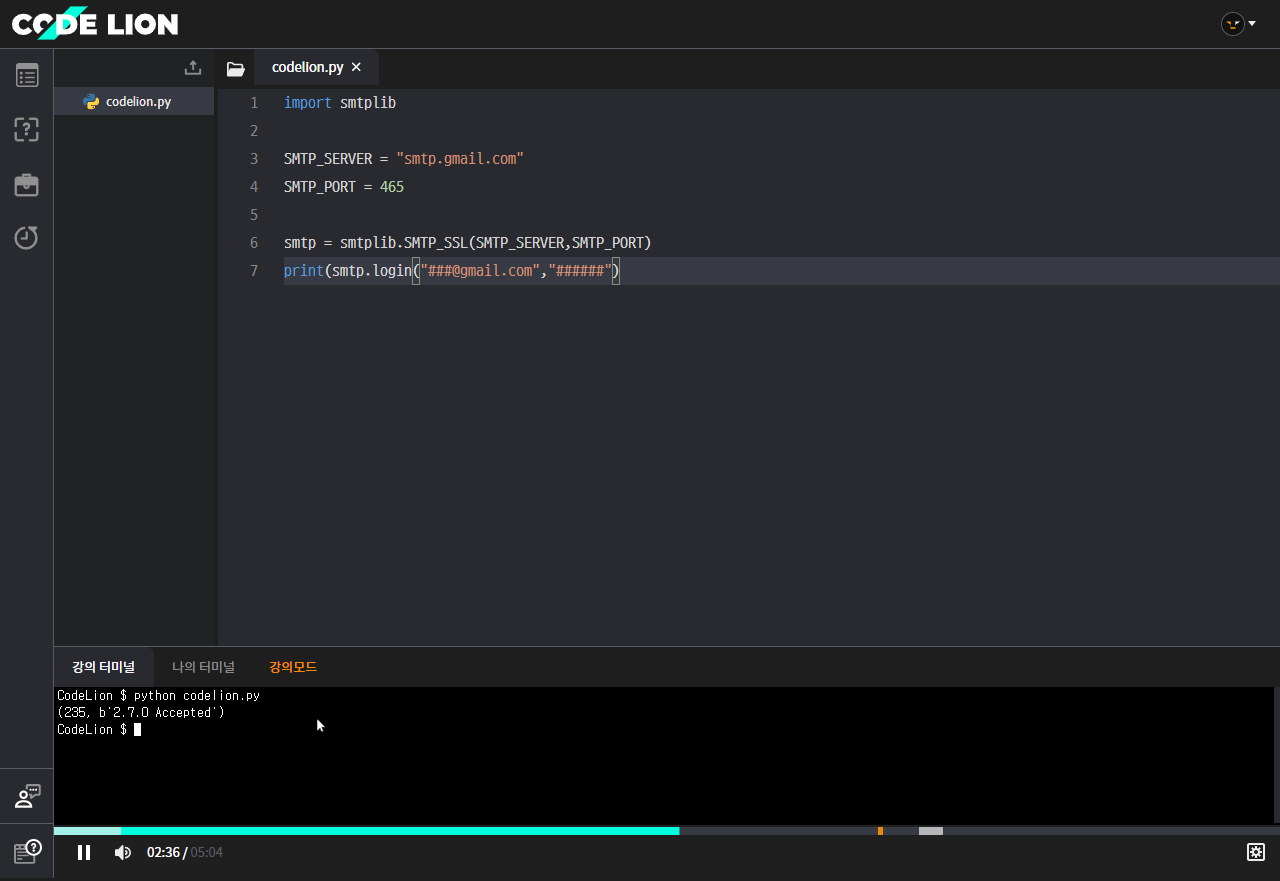 CODE LION
codelion.py
codelion.py ×
1 import smtplib
2
3 SMTP_SERVER = "smtp.gmail.com"
4 SMTP_PORT = 465
5
6 smtp = smtplib.SMTP_SSL(SMTP_SERVER,SMTP_PORT)
7 print(smtp.login("###@gmail.com","######")
강의 터미널 나의 터미널 강의모드
CodeLion $ python codelion.py
(235, b'2.7.0 Accepted')
CodeLion $
02:36 / 05:04